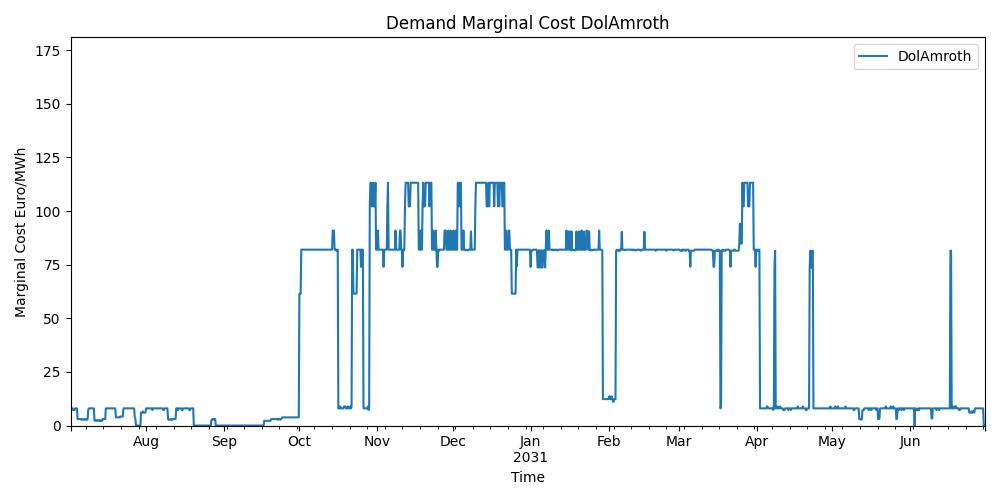 Demand Marginal Cost DolAmroth
DolAmroth
Marginal Cost Euro/MWh
175
150
125
100
75
50
25
0
Aug Sep Oct Nov Dec Jan Feb Mar Apr May Jun
2031
Time